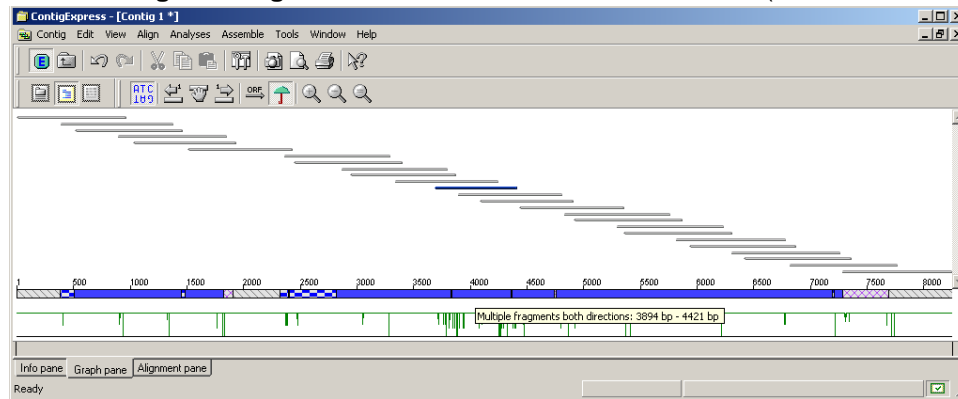 ContigExpress - [Contig 1 *]
Contig Edit View Align Analyses Assemble Tools Window Help
E
ATC
ORF
1 500 1000 1500 2000 2500 3000 3500 4000 4500 5000 5500 6000 6500 7000 7500 8000
Multiple fragments both directions: 3894 bp - 4421 bp
Info pane Graph pane Alignment pane
Ready